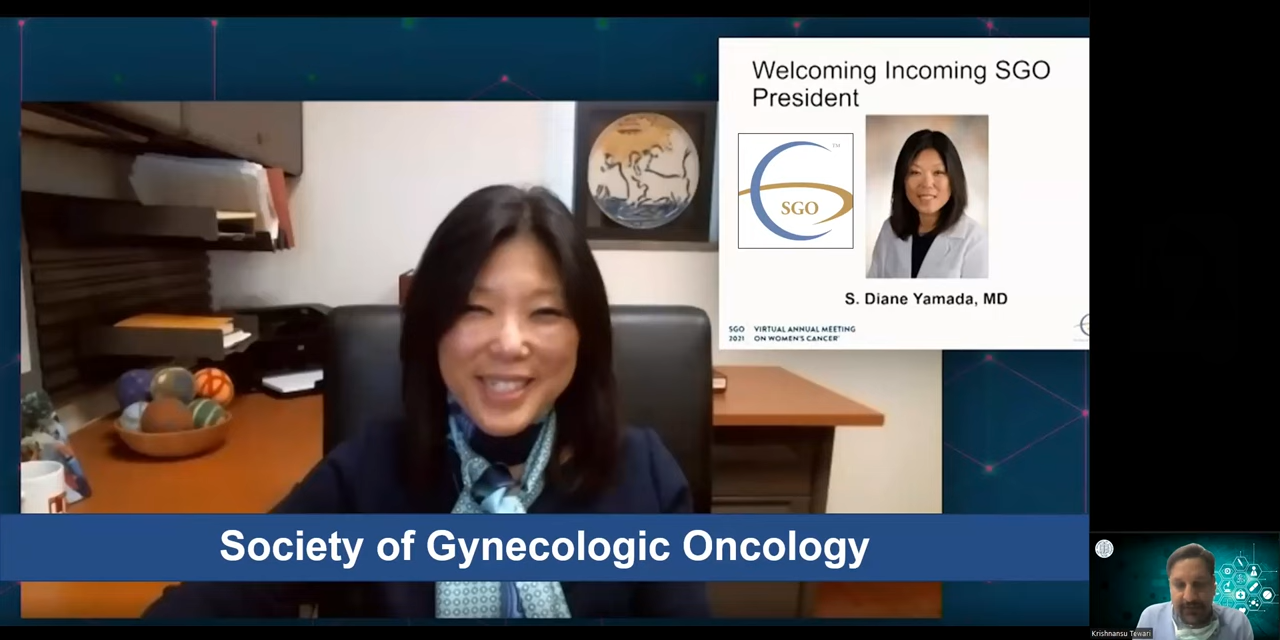 Welcoming Incoming SGO
President
TM
SGO
S. Diane Yamada, MD
SGO VIRTUAL ANNUAL MEETING
2021 ON WOMEN'S CANCER
Society of Gynecologic Oncology
Krishnansu Tewari